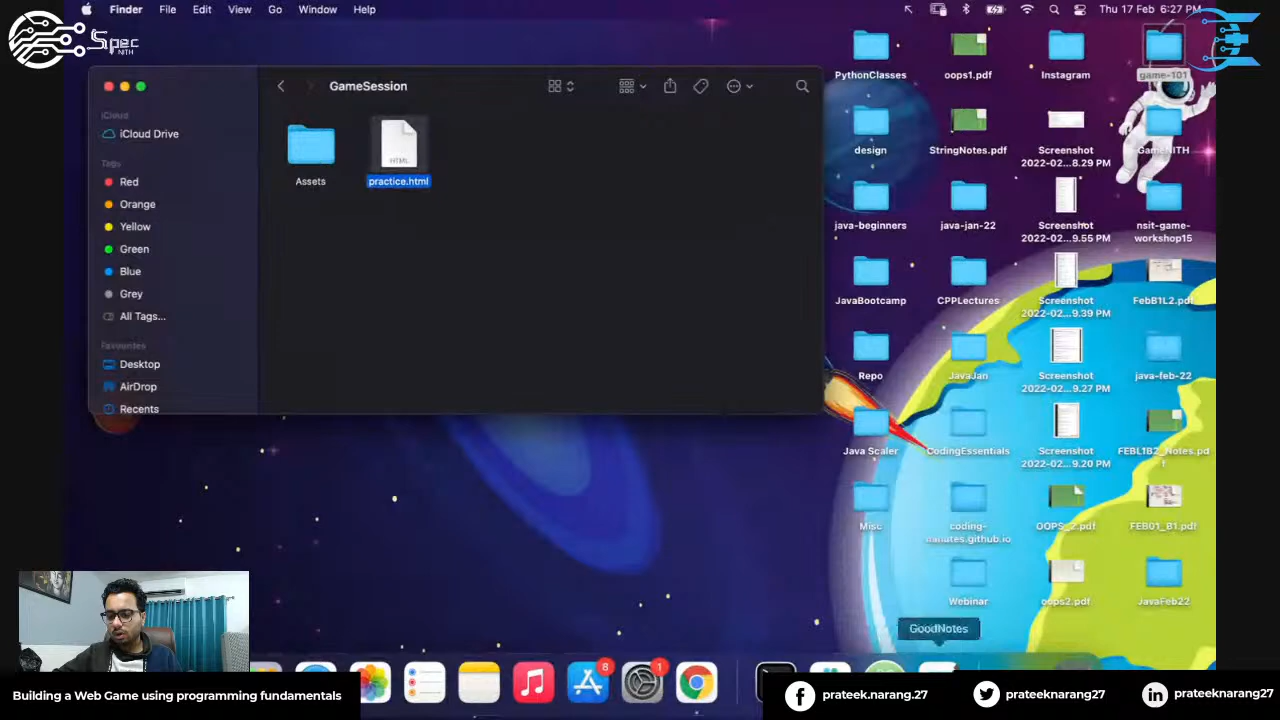 Finder File Edit View Go Window Help
Thu 17 Feb 6:27 PM
Spec
NITH
GameSession
iCloud
iCloud Drive
Tags
Red
Orange
Yellow
Green
Blue
Grey
All Tags...
Favourites
Desktop
AirDrop
Recents
Assets
HTML
practice.html
PythonClasses
oops1.pdf
Instagram
game-101
design
StringNotes.pdf
Screenshot
2022-02...8.29 PM
GameNITH
java-beginners
java-jan-22
Screenshot
2022-02...9.55 PM
nsit-game-
workshop15
JavaBootcamp
CPPLectures
Screenshot
2022-02...9.39 PM
FebB1L2.pdf
Repo
JavaJan
Screenshot
2022-02...9.27 PM
java-feb-22
Java Scaler
CodingEssentials
Screenshot
2022-02...9.20 PM
FEBL1B2_Notes.pd
f
Misc
coding-
minutes.github.io
OOPS_2.pdf
FEB01_B1.pdf
Webinar
oops2.pdf
JavaFeb22
GoodNotes
8
1
Building a Web Game using programming fundamentals
prateek.narang.27
prateeknarang27
prateeknarang27